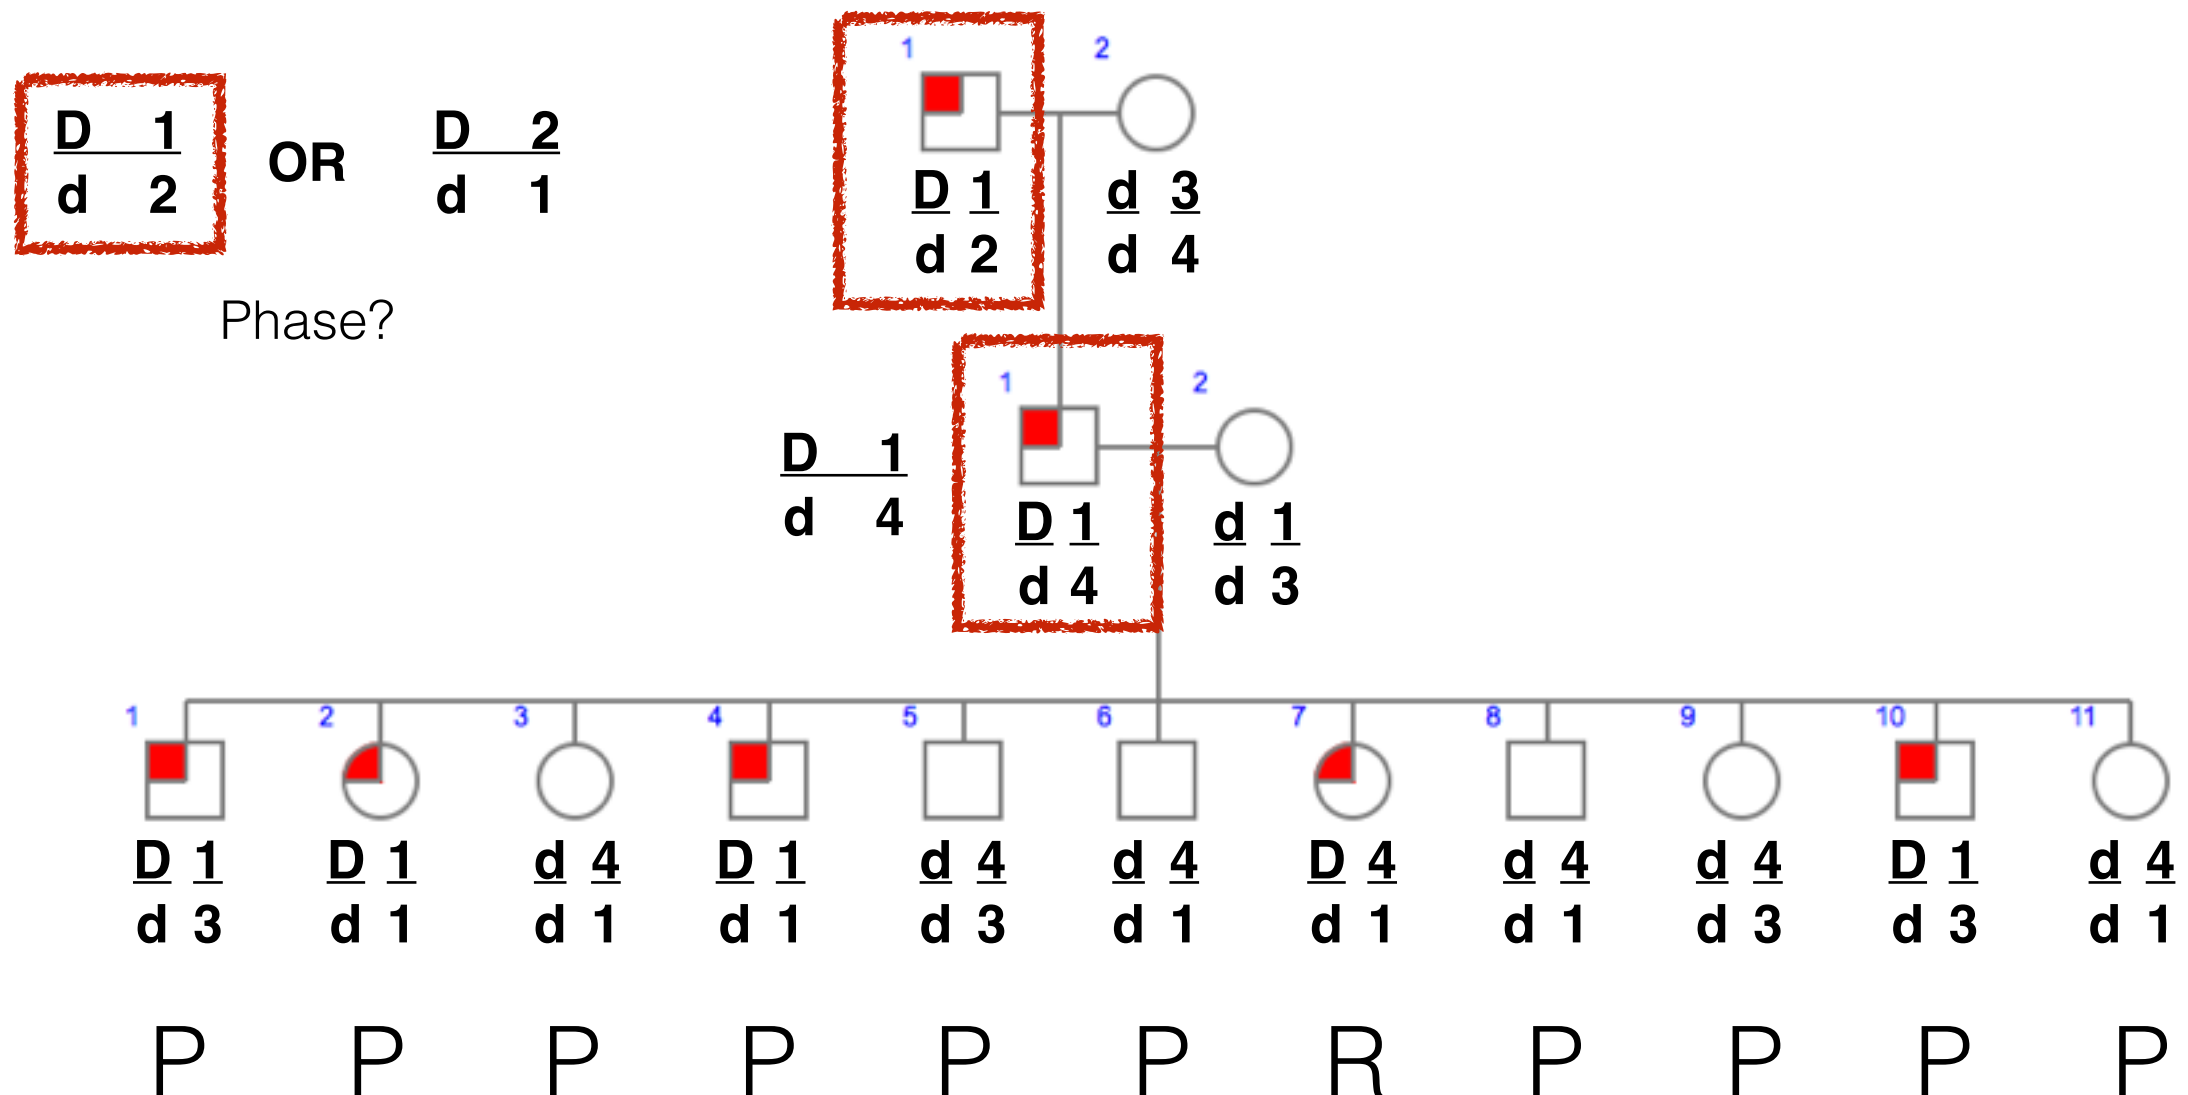 1 2
D 1 OR D 2
d 2 d 1
D 1 d 3
d 2 d 4
Phase?
1 2
D 1
d 4
D 1 d 1
d 4 d 3
1 2 3 4 5 6 7 8 9 10 11
D 1 D 1 d 4 D 1 d 4 d 4 D 4 d 4 d 4 D 1 d 4
d 3 d 1 d 1 d 1 d 3 d 1 d 1 d 1 d 3 d 3 d 1
P P P P P P R P P P P